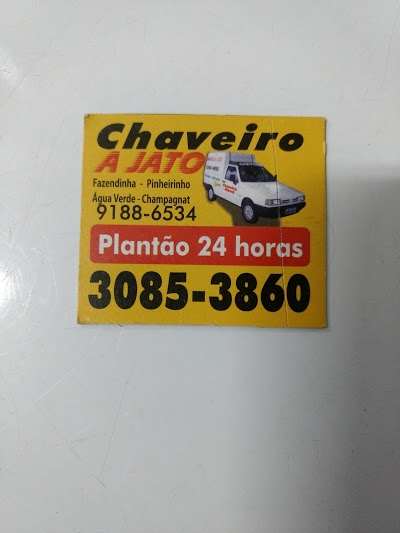 Chaveiro
A JATO
Fazendinha - Pinheirinho
Água Verde - Champagnat
9188-6534
Plantão 24 horas
3085-3860